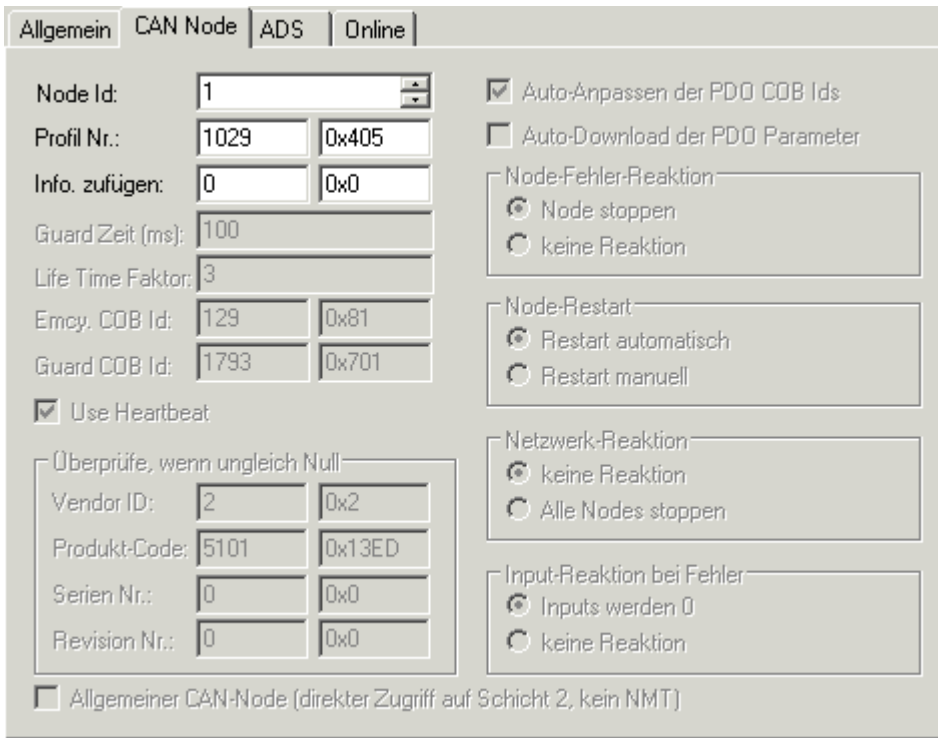 Allgemein CAN Node ADS Online
Node Id: 1
Profil Nr.: 1029 0x405
Info. zufügen: 0 0x0
Guard Zeit (ms): 100
Life Time Faktor: 3
Emcy. COB Id: 129 0x81
Guard COB Id: 1793 0x701
Use Heartbeat
Überprüfe, wenn ungleich Null
Vendor ID: 2 0x2
Produkt-Code: 5101 0x13ED
Serien Nr.: 0 0x0
Revision Nr.: 0 0x0
Allgemeiner CAN-Node (direkter Zugriff auf Schicht 2, kein NMT)
Auto-Anpassen der PDO COB Ids
Auto-Download der PDO Parameter
Node-Fehler-Reaktion
Node stoppen
keine Reaktion
Node-Restart
Restart automatisch
Restart manuell
Netzwerk-Reaktion
keine Reaktion
Alle Nodes stoppen
Input-Reaktion bei Fehler
Inputs werden 0
keine Reaktion